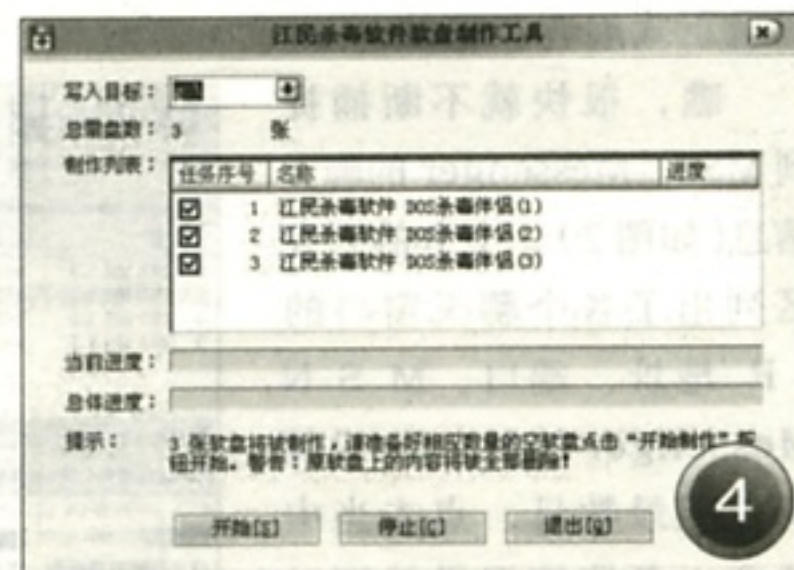 江民杀毒软件软盘制作工具
写入目标：
总需盘数： 3 张
制作列表：
任务序号 名称 进度
1 江民杀毒软件 DOS杀毒伴侣(1)
2 江民杀毒软件 DOS杀毒伴侣(2)
3 江民杀毒软件 DOS杀毒伴侣(3)
当前进度：
总体进度：
提示： 3 张软盘将被制作，请准备好相应数量的空软盘点击“开始制作”按
钮开始。警告：原软盘上的内容将被全部删除！
开始[S] 停止[C] 退出[Q]
4